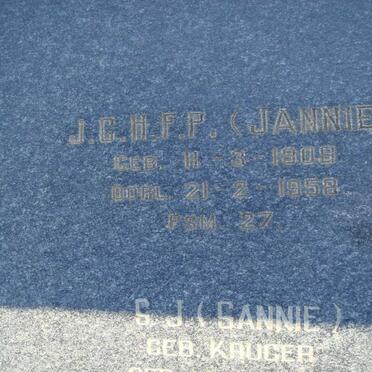 J.C.H.F.P. (JANNIE
GEB. 11-3-1909
OORL. 21-2-1958.
PSM 27.
S.J. (SANNIE)
GEB. KRUGER